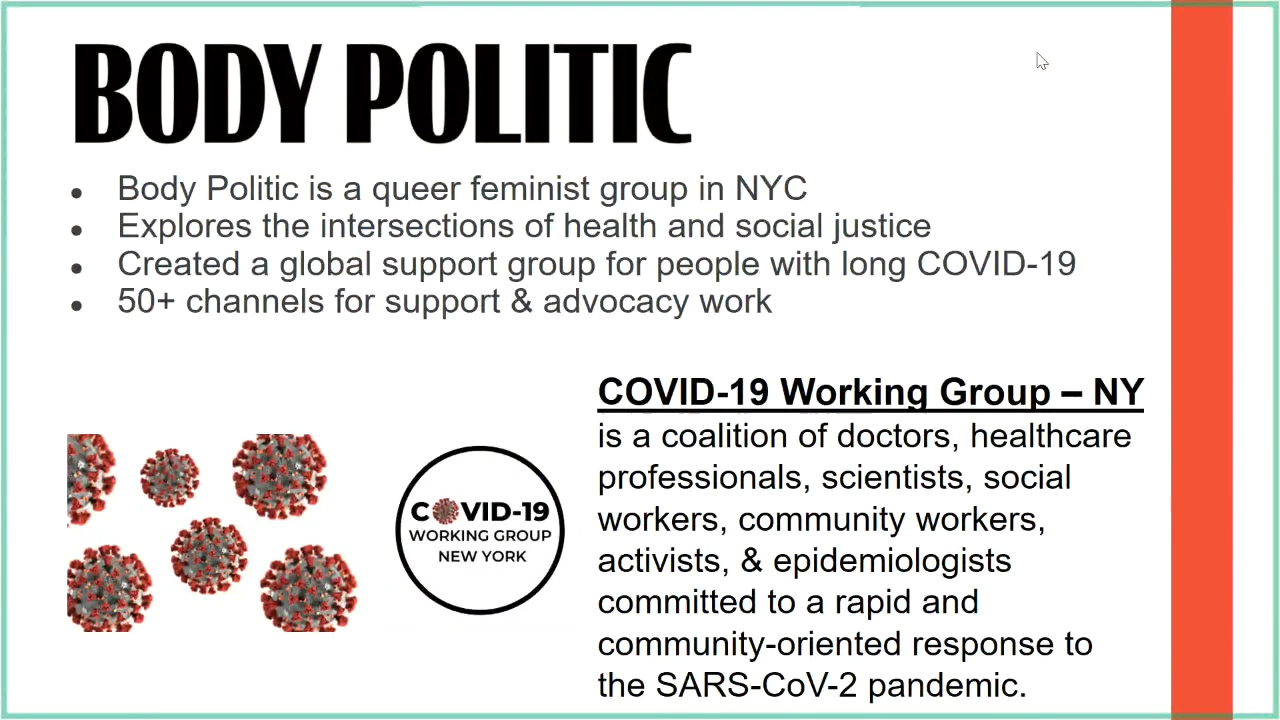 BODY POLITIC
● Body Politic is a queer feminist group in NYC
● Explores the intersections of health and social justice
● Created a global support group for people with long COVID-19
● 50+ channels for support & advocacy work
COVID-19
WORKING GROUP
NEW YORK
COVID-19 Working Group – NY
is a coalition of doctors, healthcare
professionals, scientists, social
workers, community workers,
activists, & epidemiologists
committed to a rapid and
community-oriented response to
the SARS-CoV-2 pandemic.